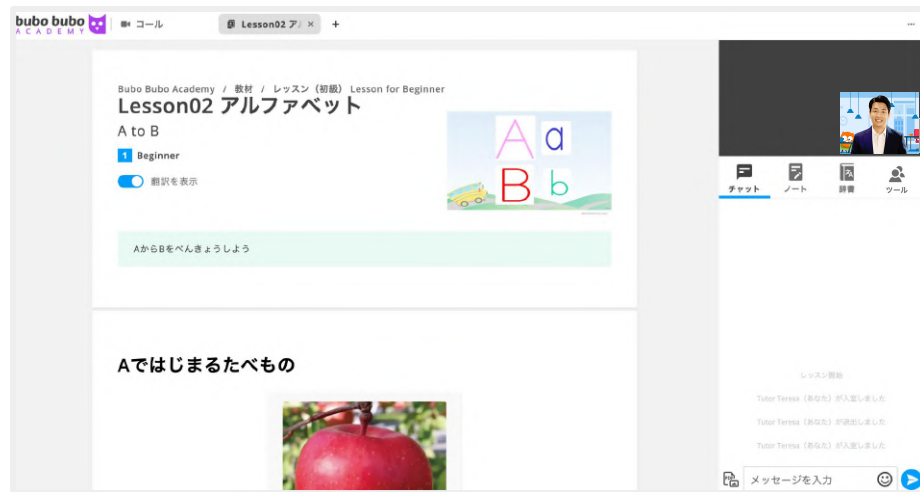 bubo bubo
ACADEMY
コール
Lesson02 アル
Bubo Bubo Academy / 教材 / レッスン（初級） Lesson for Beginner
Lesson02 アルファベット
A to B
1 Beginner
翻訳を表示
A a
B b
AからBをべんきょうしよう
Aではじまるたべもの
チャット
ノート
辞書
ツール
レッスン開始
Tutor Teresa（あなた）が入室しました
Tutor Teresa（あなた）が退出しました
Tutor Teresa（あなた）が入室しました
メッセージを入力